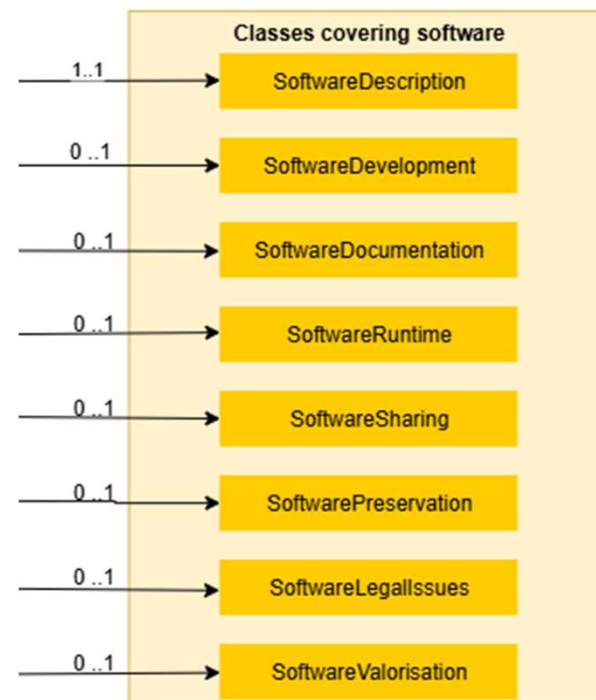 Classes covering software
1..1
SoftwareDescription
0 ..1
SoftwareDevelopment
0 ..1
SoftwareDocumentation
0 ..1
SoftwareRuntime
0 ..1
SoftwareSharing
0 ..1
SoftwarePreservation
0 ..1
SoftwareLegalIssues
0 ..1
SoftwareValorisation